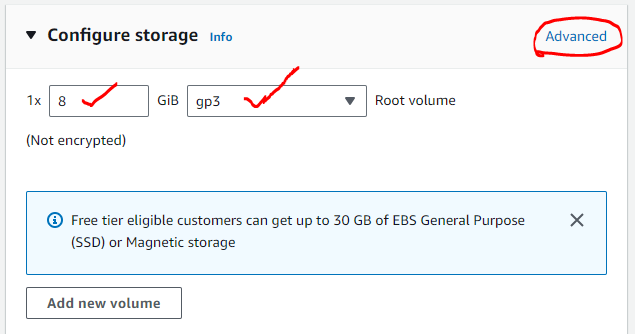 Configure storage Info Advanced
1x 8 GiB gp3 Root volume
(Not encrypted)
Free tier eligible customers can get up to 30 GB of EBS General Purpose
(SSD) or Magnetic storage
Add new volume